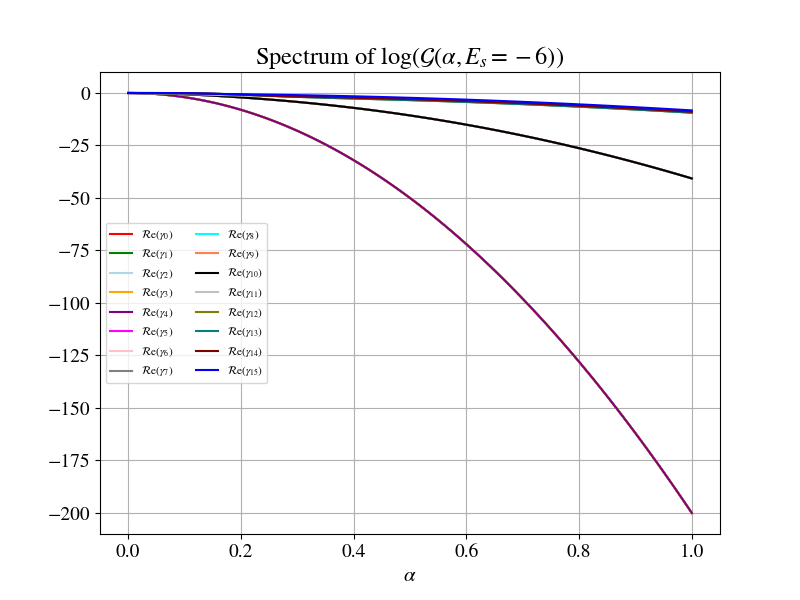 Spectrum of log(𝒢(α, E_s = −6))
0
−25
−50
−75
−100
−125
−150
−175
−200
ℛe(γ₀) ℛe(γ₈)
ℛe(γ₁) ℛe(γ₉)
ℛe(γ₂) ℛe(γ₁₀)
ℛe(γ₃) ℛe(γ₁₁)
ℛe(γ₄) ℛe(γ₁₂)
ℛe(γ₅) ℛe(γ₁₃)
ℛe(γ₆) ℛe(γ₁₄)
ℛe(γ₇) ℛe(γ₁₅)
0.0 0.2 0.4 0.6 0.8 1.0
α